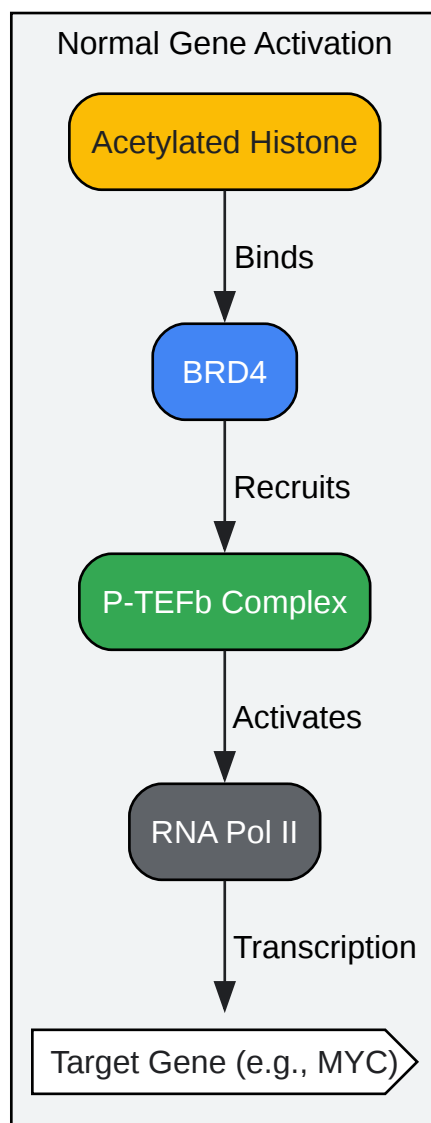 Normal Gene Activation
Acetylated Histone
Binds
BRD4
Recruits
P-TEFb Complex
Activates
RNA Pol II
Transcription
Target Gene (e.g., MYC)